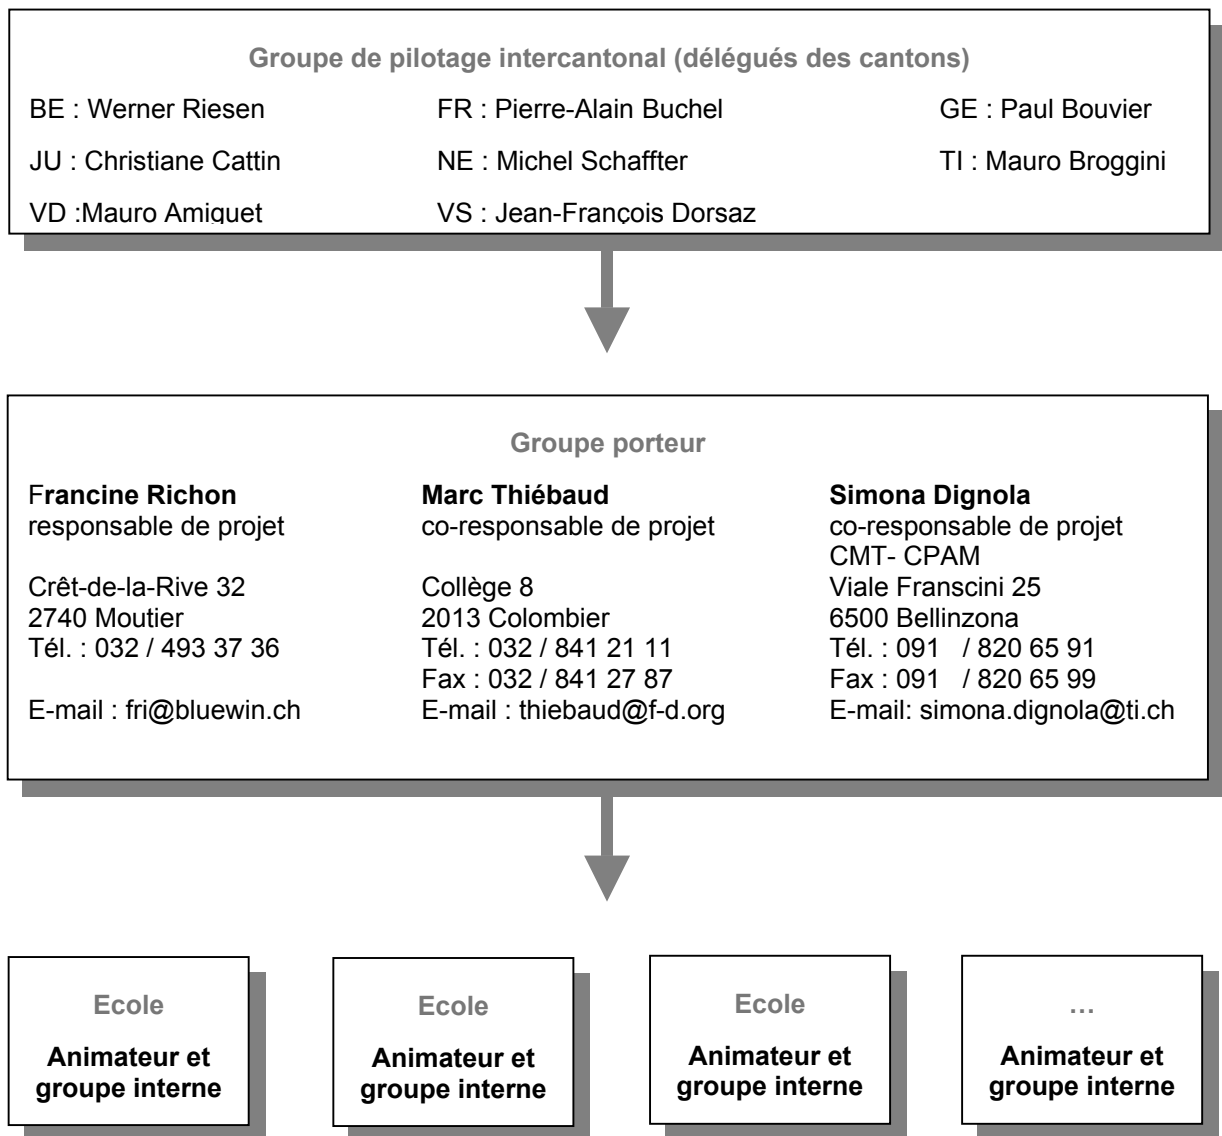 Groupe de pilotage intercantonal (délégués des cantons)
BE : Werner Riesen FR : Pierre-Alain Buchel GE : Paul Bouvier
JU : Christiane Cattin NE : Michel Schaffter TI : Mauro Broggini
VD :Mauro Amiguet VS : Jean-François Dorsaz
Groupe porteur
Francine Richon
responsable de projet
Crêt-de-la-Rive 32
2740 Moutier
Tél. : 032 / 493 37 36
E-mail : fri@bluewin.ch
Marc Thiébaud
co-responsable de projet
Collège 8
2013 Colombier
Tél. : 032 / 841 21 11
Fax : 032 / 841 27 87
E-mail : thiebaud@f-d.org
Simona Dignola
co-responsable de projet
CMT- CPAM
Viale Franscini 25
6500 Bellinzona
Tél. : 091 / 820 65 91
Fax : 091 / 820 65 99
E-mail: simona.dignola@ti.ch
Ecole
Animateur et
groupe interne
Ecole
Animateur et
groupe interne
Ecole
Animateur et
groupe interne
…
Animateur et
groupe interne